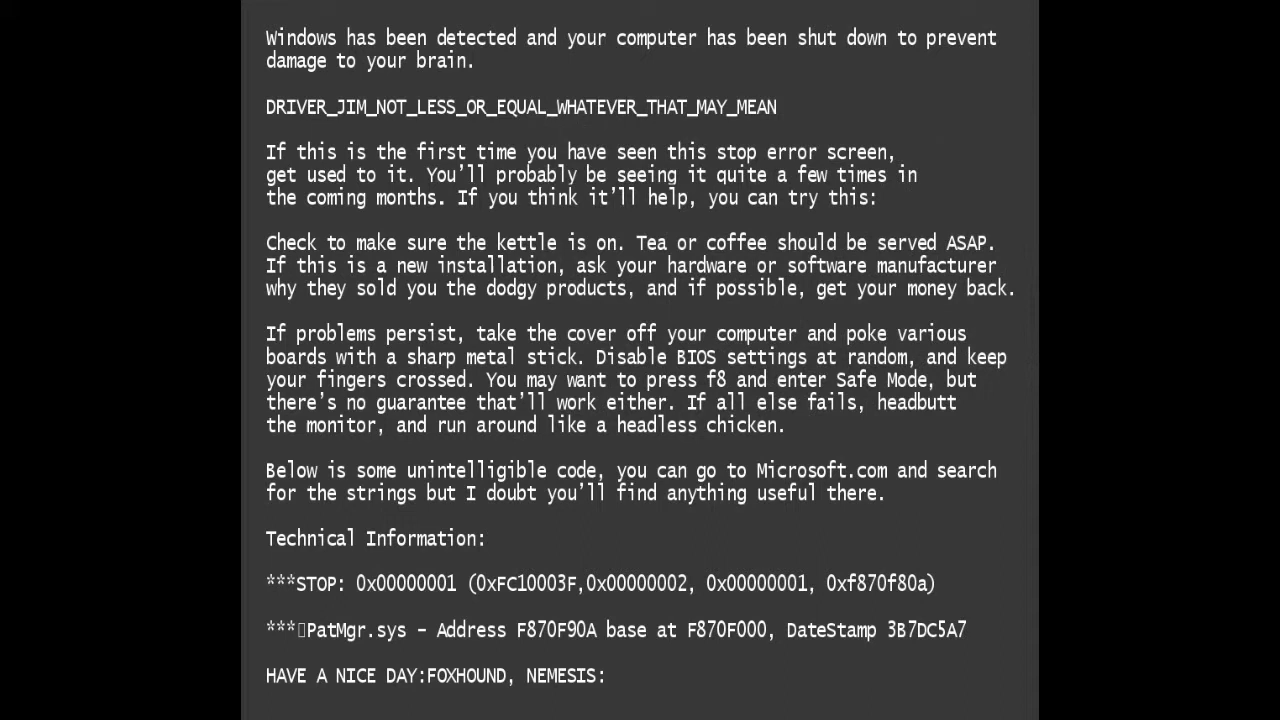 Windows has been detected and your computer has been shut down to prevent
damage to your brain.
DRIVER_JIM_NOT_LESS_OR_EQUAL_WHATEVER_THAT_MAY_MEAN
If this is the first time you have seen this stop error screen,
get used to it. You'll probably be seeing it quite a few times in
the coming months. If you think it'll help, you can try this:
Check to make sure the kettle is on. Tea or coffee should be served ASAP.
If this is a new installation, ask your hardware or software manufacturer
why they sold you the dodgy products, and if possible, get your money back.
If problems persist, take the cover off your computer and poke various
boards with a sharp metal stick. Disable BIOS settings at random, and keep
your fingers crossed. You may want to press f8 and enter Safe Mode, but
there's no guarantee that'll work either. If all else fails, headbutt
the monitor, and run around like a headless chicken.
Below is some unintelligible code, you can go to Microsoft.com and search
for the strings but I doubt you'll find anything useful there.
Technical Information:
***STOP: 0x00000001 (0xFC10003F,0x00000002, 0x00000001, 0xf870f80a)
***▯PatMgr.sys – Address F870F90A base at F870F000, DateStamp 3B7DC5A7
HAVE A NICE DAY:FOXHOUND, NEMESIS: